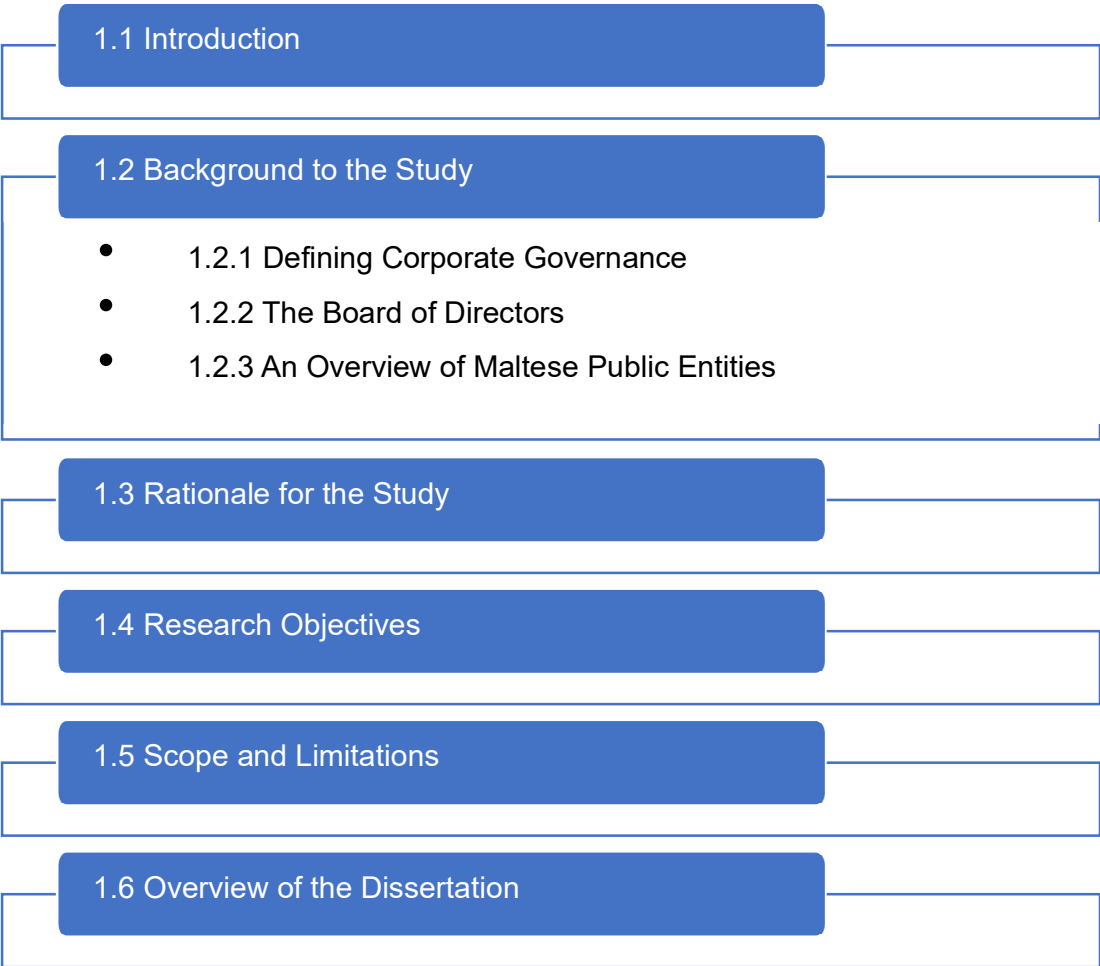 1.1 Introduction
1.2 Background to the Study
• 1.2.1 Defining Corporate Governance
• 1.2.2 The Board of Directors
• 1.2.3 An Overview of Maltese Public Entities
1.3 Rationale for the Study
1.4 Research Objectives
1.5 Scope and Limitations
1.6 Overview of the Dissertation